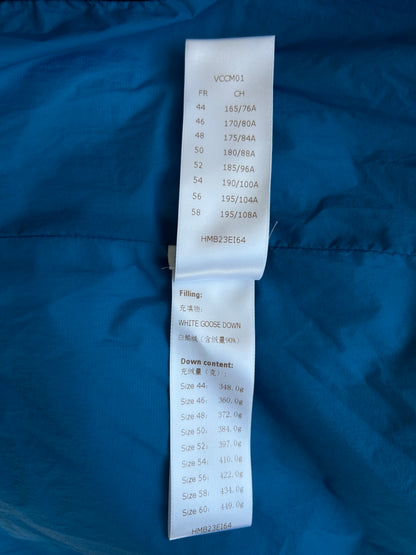 VCCM01
FR CH
44 165/76A
46 170/80A
48 175/84A
50 180/88A
52 185/96A
54 190/100A
56 195/104A
58 195/108A
HMB23EI64
Filling:
充填物:
WHITE GOOSE DOWN
白鹅绒（含绒量90%）
Down content:
充绒量（克）:
Size 44: 348.0g
Size 46: 360.0g
Size 48: 372.0g
Size 50: 384.0g
Size 52: 397.0g
Size 54: 410.0g
Size 56: 422.0g
Size 58: 434.0g
Size 60: 449.0g
HMB23EI64